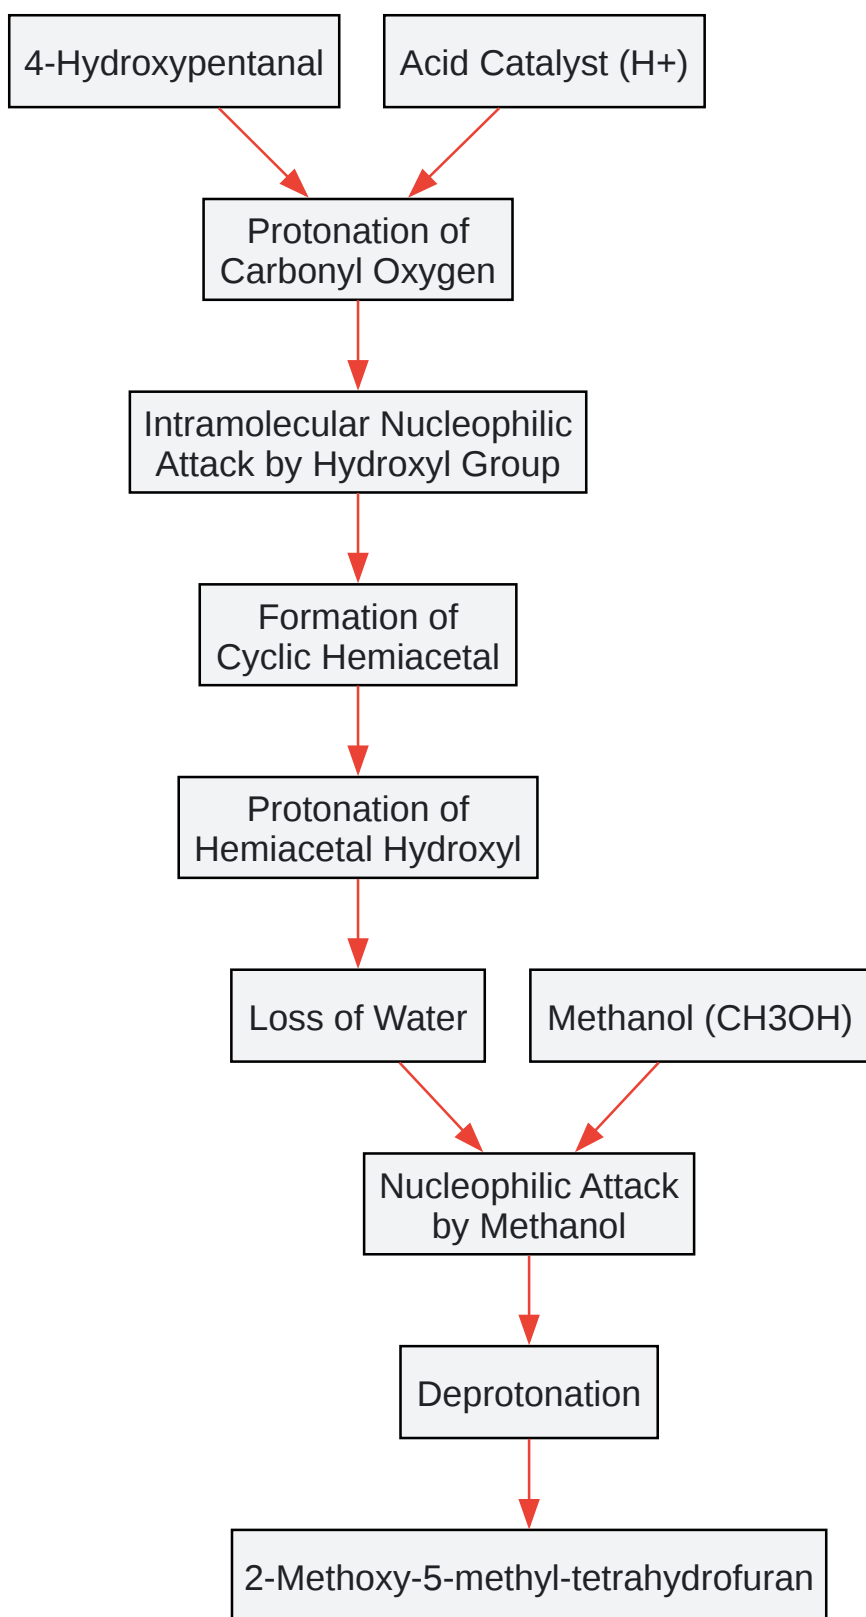 4-Hydroxypentanal
Acid Catalyst (H+)
Protonation of
Carbonyl Oxygen
Intramolecular Nucleophilic
Attack by Hydroxyl Group
Formation of
Cyclic Hemiacetal
Protonation of
Hemiacetal Hydroxyl
Loss of Water
Methanol (CH3OH)
Nucleophilic Attack
by Methanol
Deprotonation
2-Methoxy-5-methyl-tetrahydrofuran